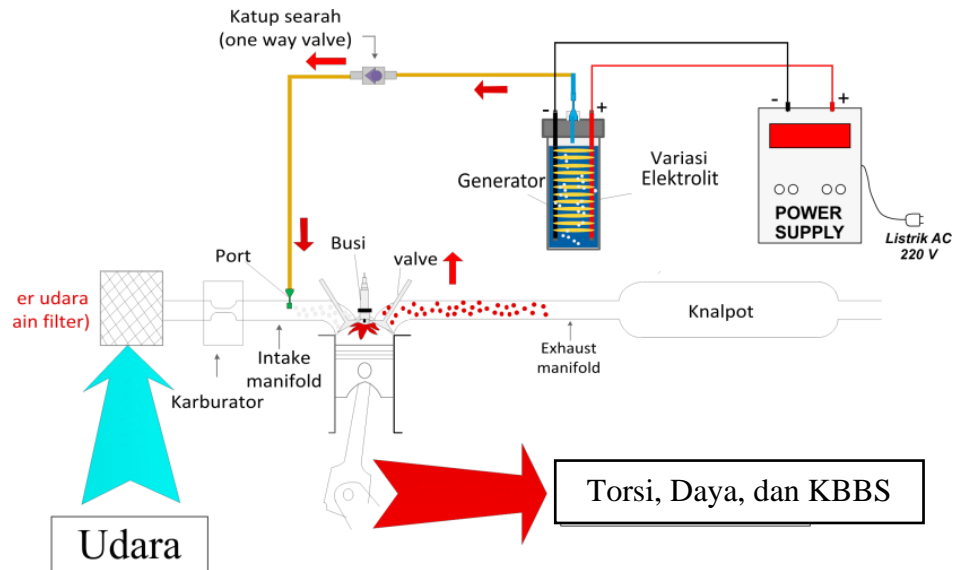 Katup searah
(one way valve)
-
+
-
+
Generator
Variasi
Elektrolit
POWER
SUPPLY
Listrik AC
220 V
Port
Busi
valve
er udara
ain filter)
Knalpot
Intake
manifold
Exhaust
manifold
Karburator
Torsi, Daya, dan KBBS
Udara